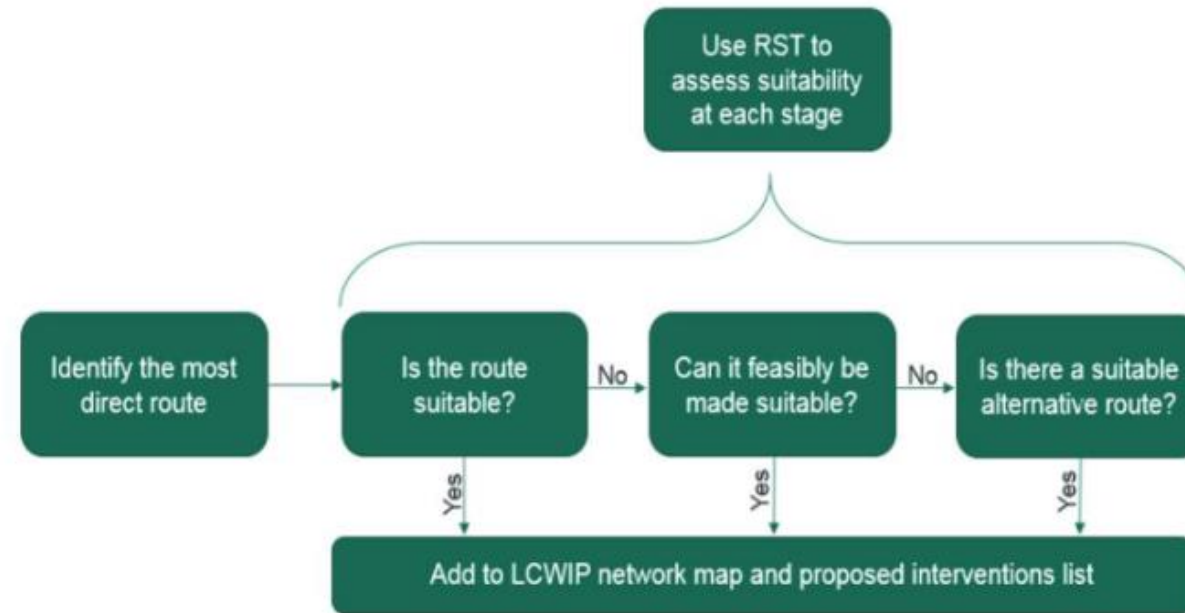 Use RST to
assess suitability
at each stage
Identify the most
direct route
Is the route
suitable?
No
Can it feasibly be
made suitable?
No
Is there a suitable
alternative route?
Yes
Yes
Yes
Add to LCWIP network map and proposed interventions list